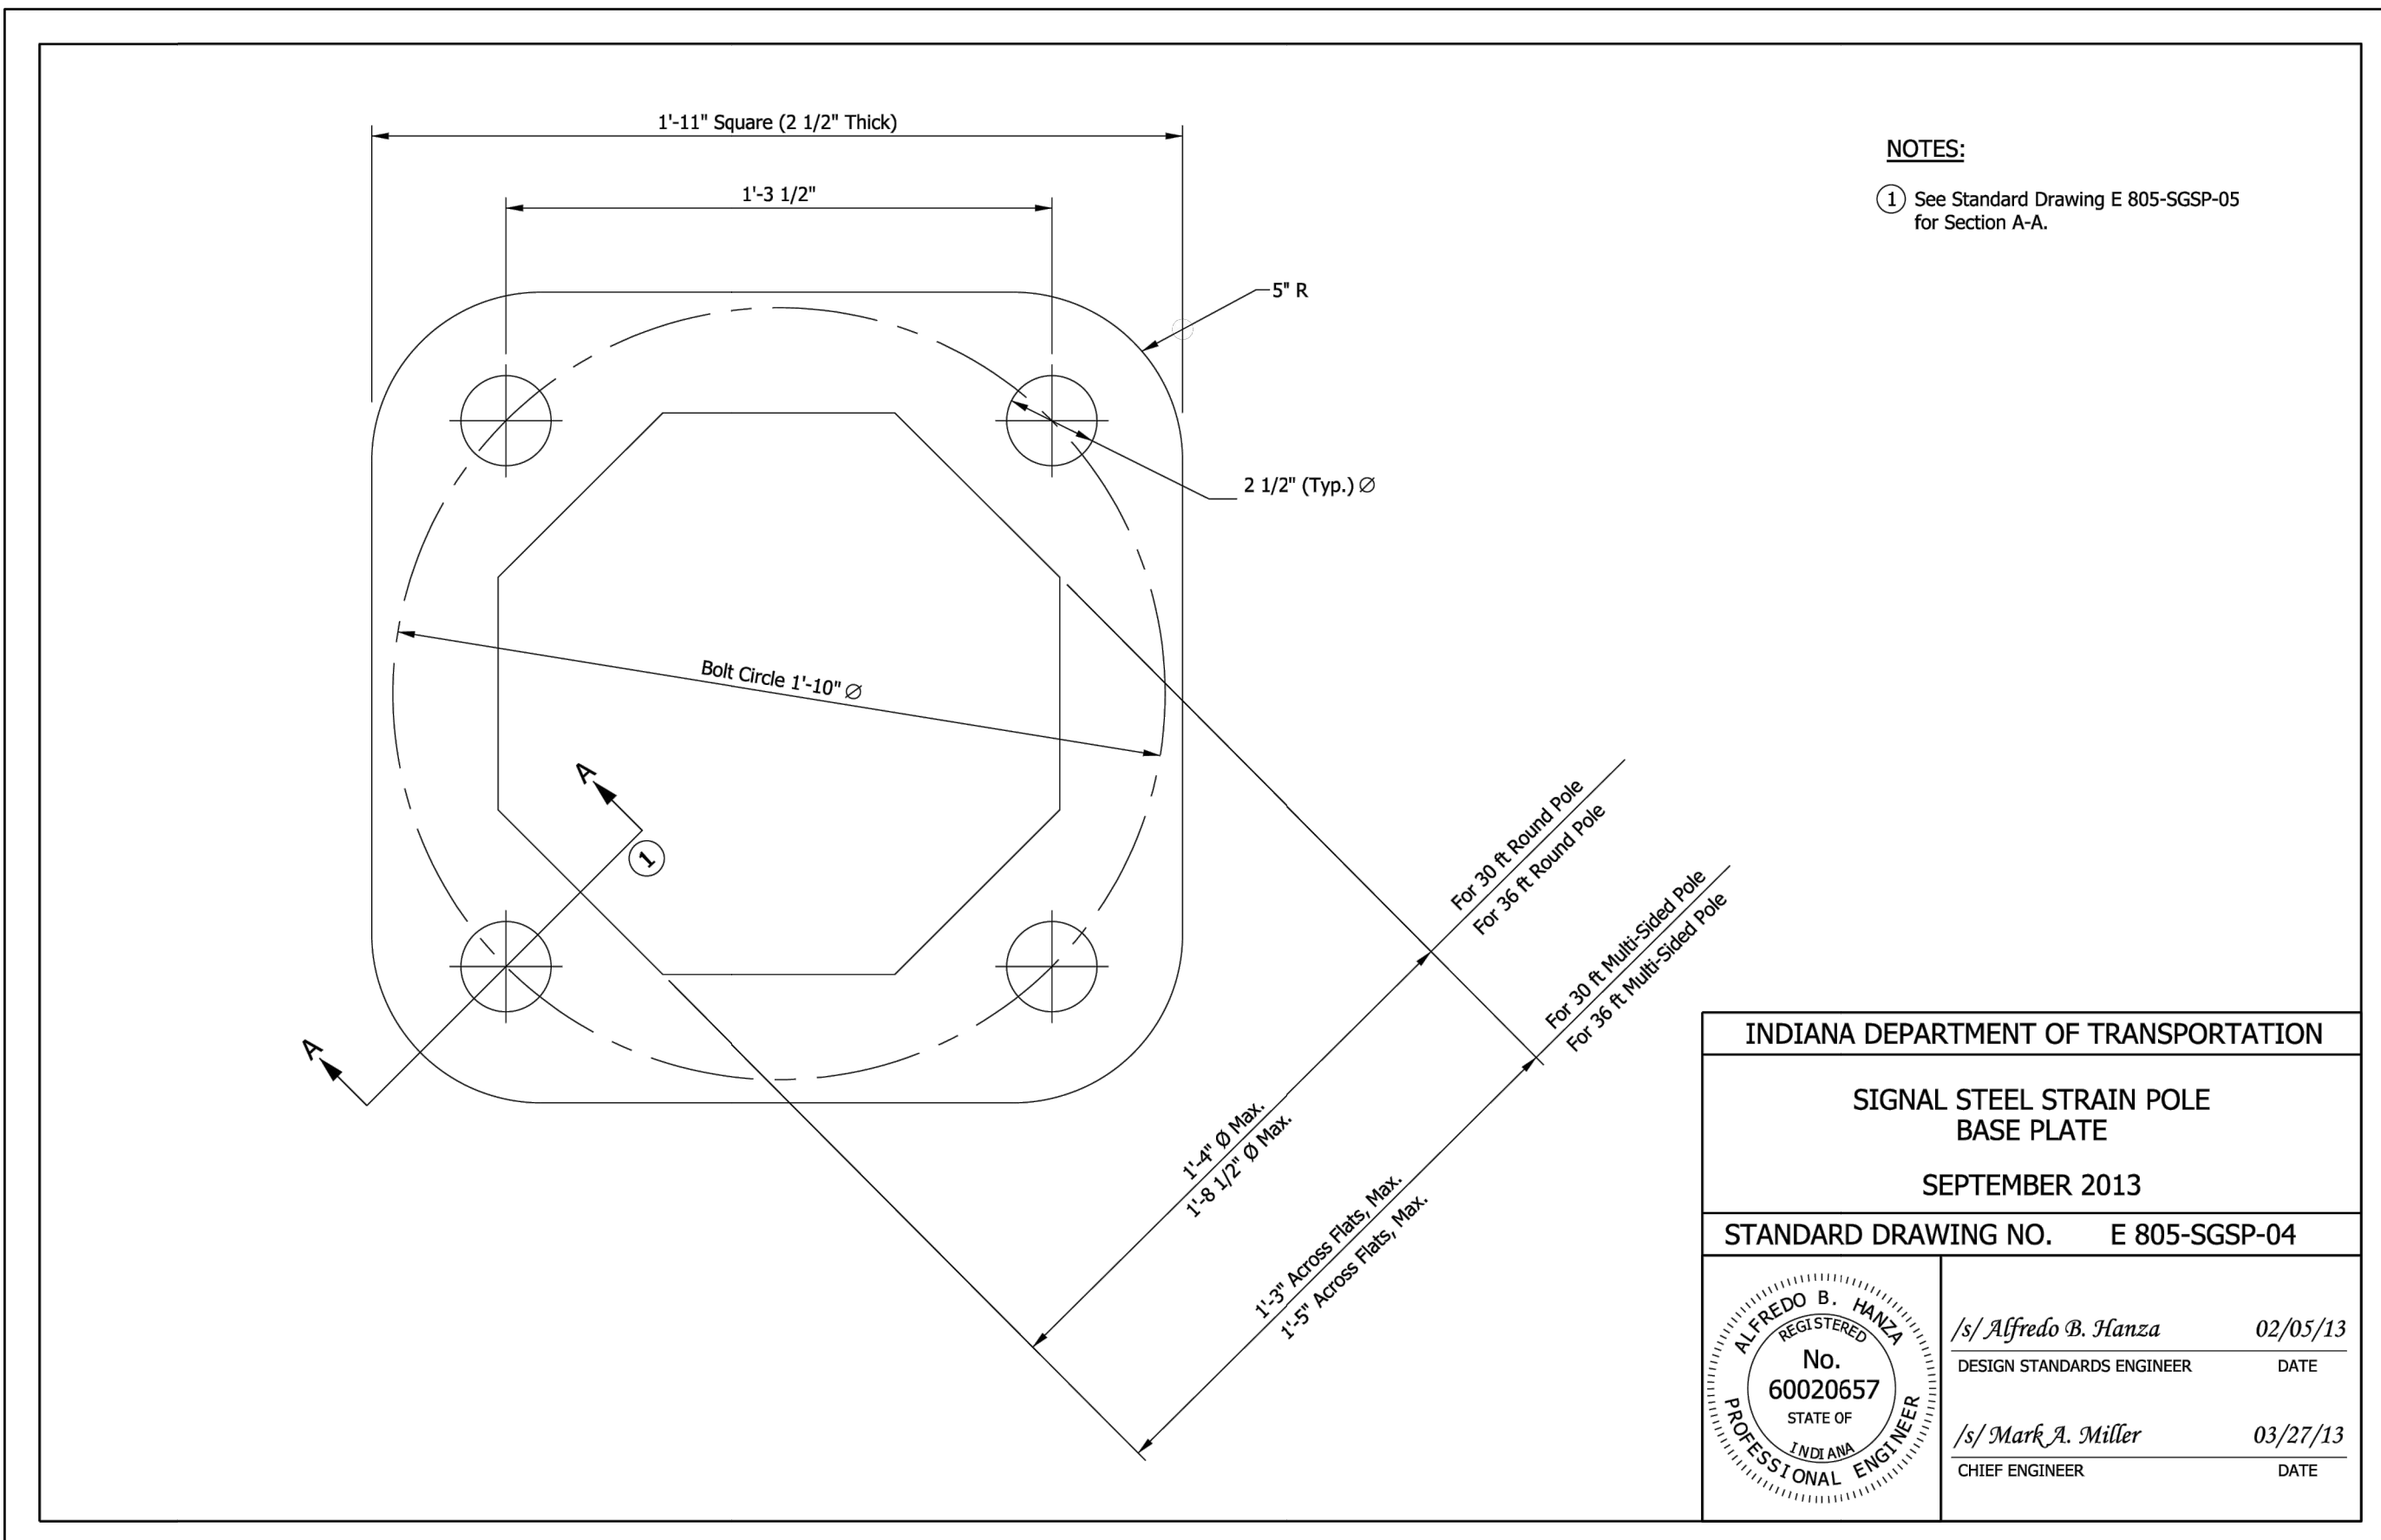 1'-11" Square (2 1/2" Thick)
1'-3 1/2"
NOTES:
1 See Standard Drawing E 805-SGSP-05
for Section A-A.
5" R
2 1/2" (Typ.) ∅
Bolt Circle 1'-10" ∅
A
1
A
For 30 ft Round Pole
For 36 ft Round Pole
For 30 ft Multi-Sided Pole
For 36 ft Multi-Sided Pole
1'-4" Ø Max.
1'-8 1/2" Ø Max.
1'-3" Across Flats, Max.
1'-5" Across Flats, Max.
INDIANA DEPARTMENT OF TRANSPORTATION
SIGNAL STEEL STRAIN POLE
BASE PLATE
SEPTEMBER 2013
STANDARD DRAWING NO. E 805-SGSP-04
ALFREDO B. HANZA
REGISTERED
No.
60020657
STATE OF
INDIANA
PROFESSIONAL ENGINEER
/s/ Alfredo B. Hanza 02/05/13
DESIGN STANDARDS ENGINEER DATE
/s/ Mark A. Miller 03/27/13
CHIEF ENGINEER DATE